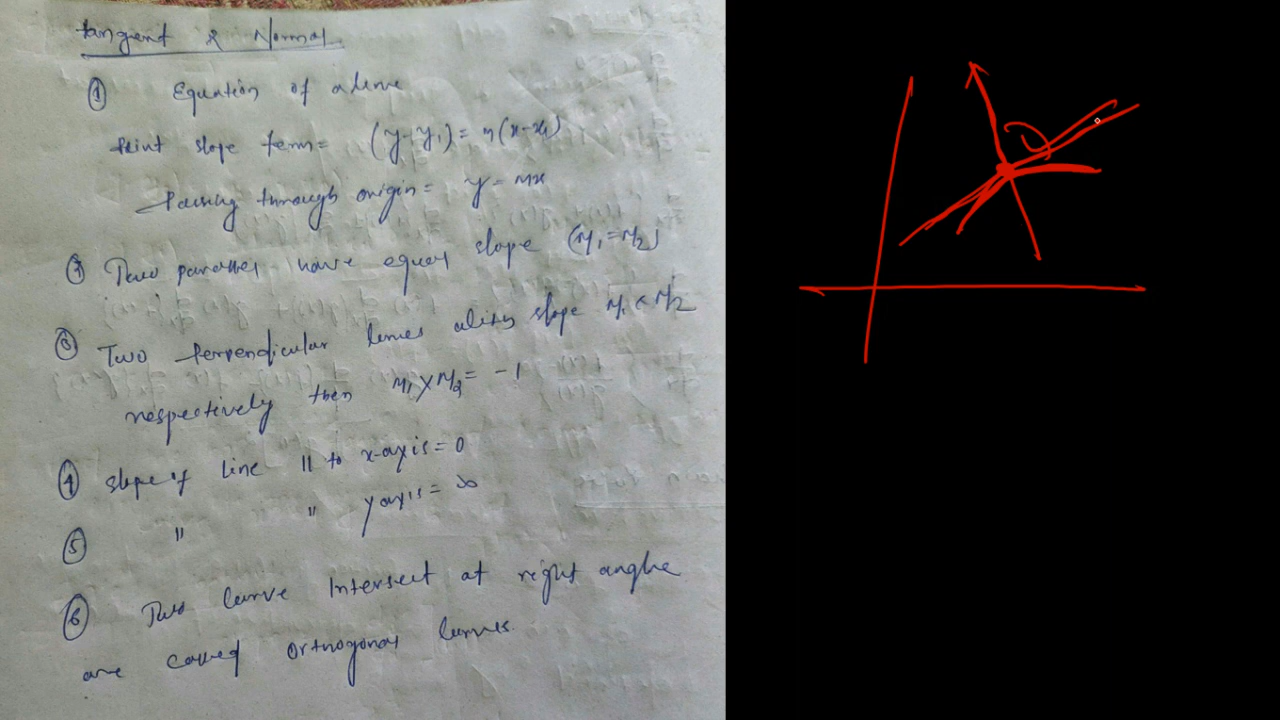 tangent & Normal
① Equation of a line
Point slope form = (y-y₁) = m(x-x₁)
Passing through origin = y = mx
② Two parallel have equal slope (m₁=m₂)
③ Two perpendicular lines slope m₁ & m₂
respectively then m₁×m₂ = -1
④ Slope of Line || to x-axis = 0
⑤ " " y axis = ∞
⑥ Two curve Intersect at right angle
are called orthogonal curves.